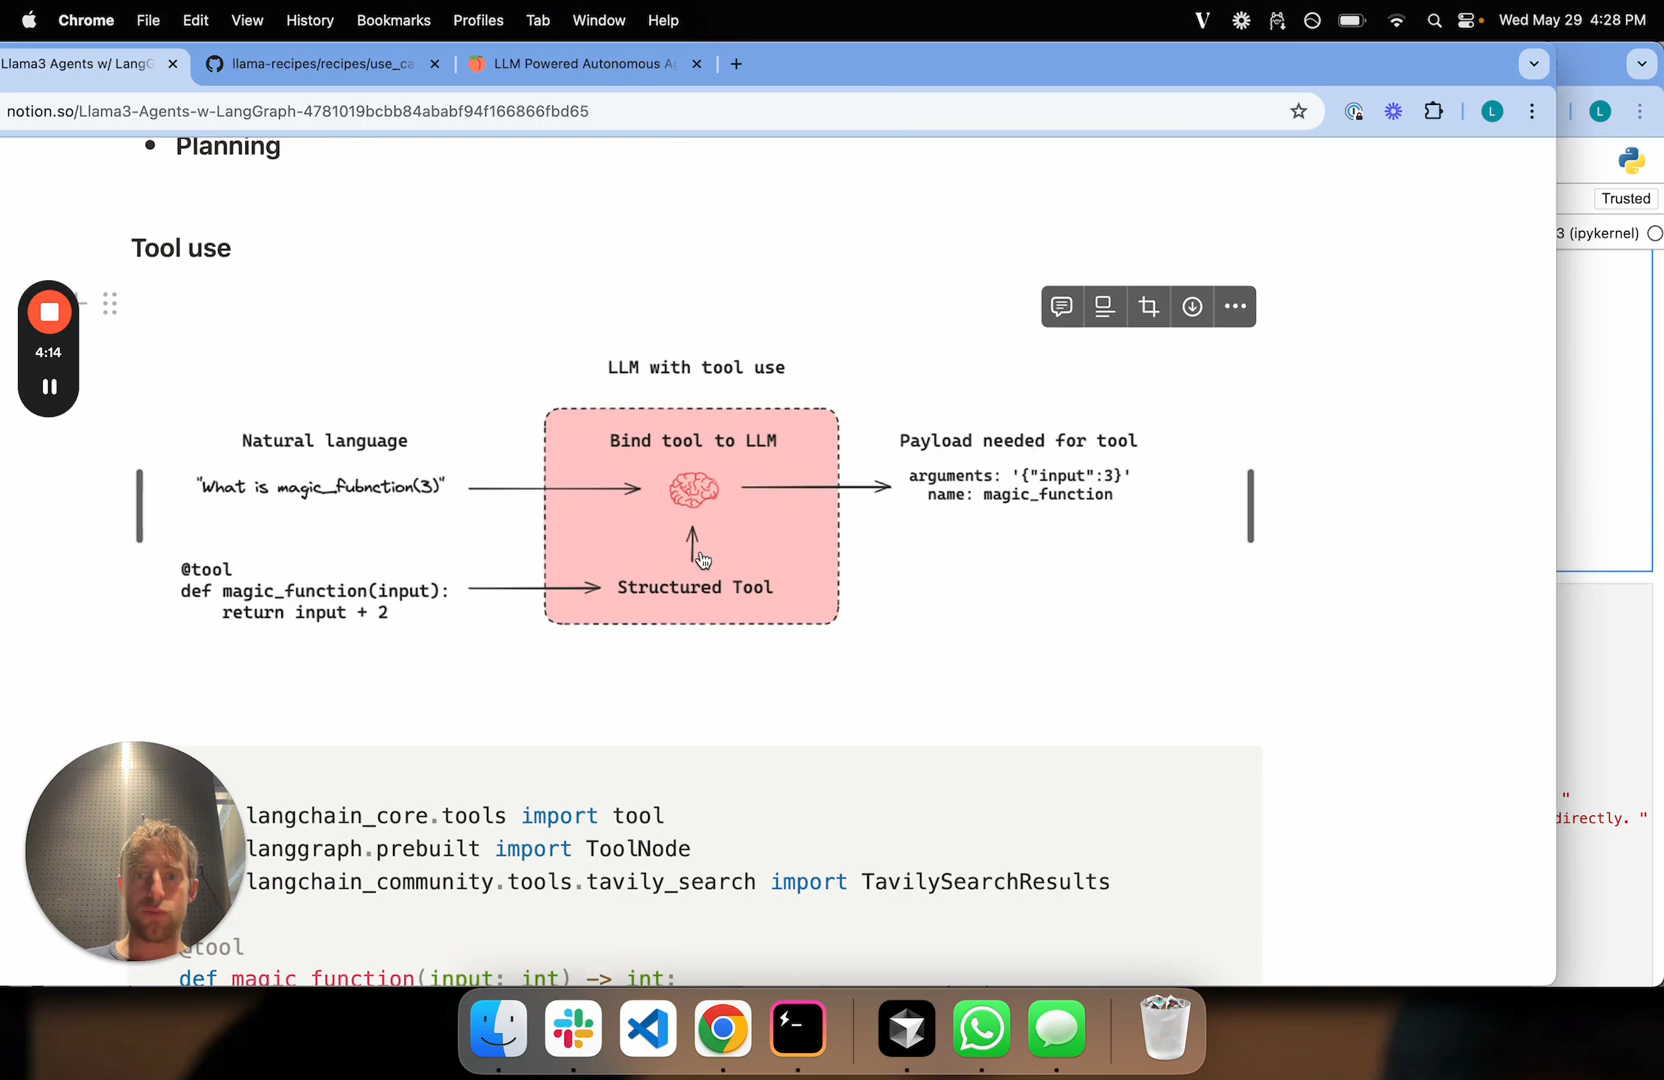 Chrome File Edit View History Bookmarks Profiles Tab Window Help Wed May 29 4:28 PM
Llama3 Agents w/ LangG llama-recipes/recipes/use_ca LLM Powered Autonomous A
notion.so/Llama3-Agents-w-LangGraph-4781019bcbb84ababf94f166866fbd65 L L
Planning
Trusted
Tool use
3 (ipykernel)
4:14
LLM with tool use
Natural language Bind tool to LLM Payload needed for tool
"What is magic_fubnction(3)" arguments: '{"input":3}'
name: magic_function
@tool
def magic_function(input): Structured Tool
return input + 2
"
langchain_core.tools import tool directly. "
langgraph.prebuilt import ToolNode
langchain_community.tools.tavily_search import TavilySearchResults
@tool
def magic_function(input: int) -> int: